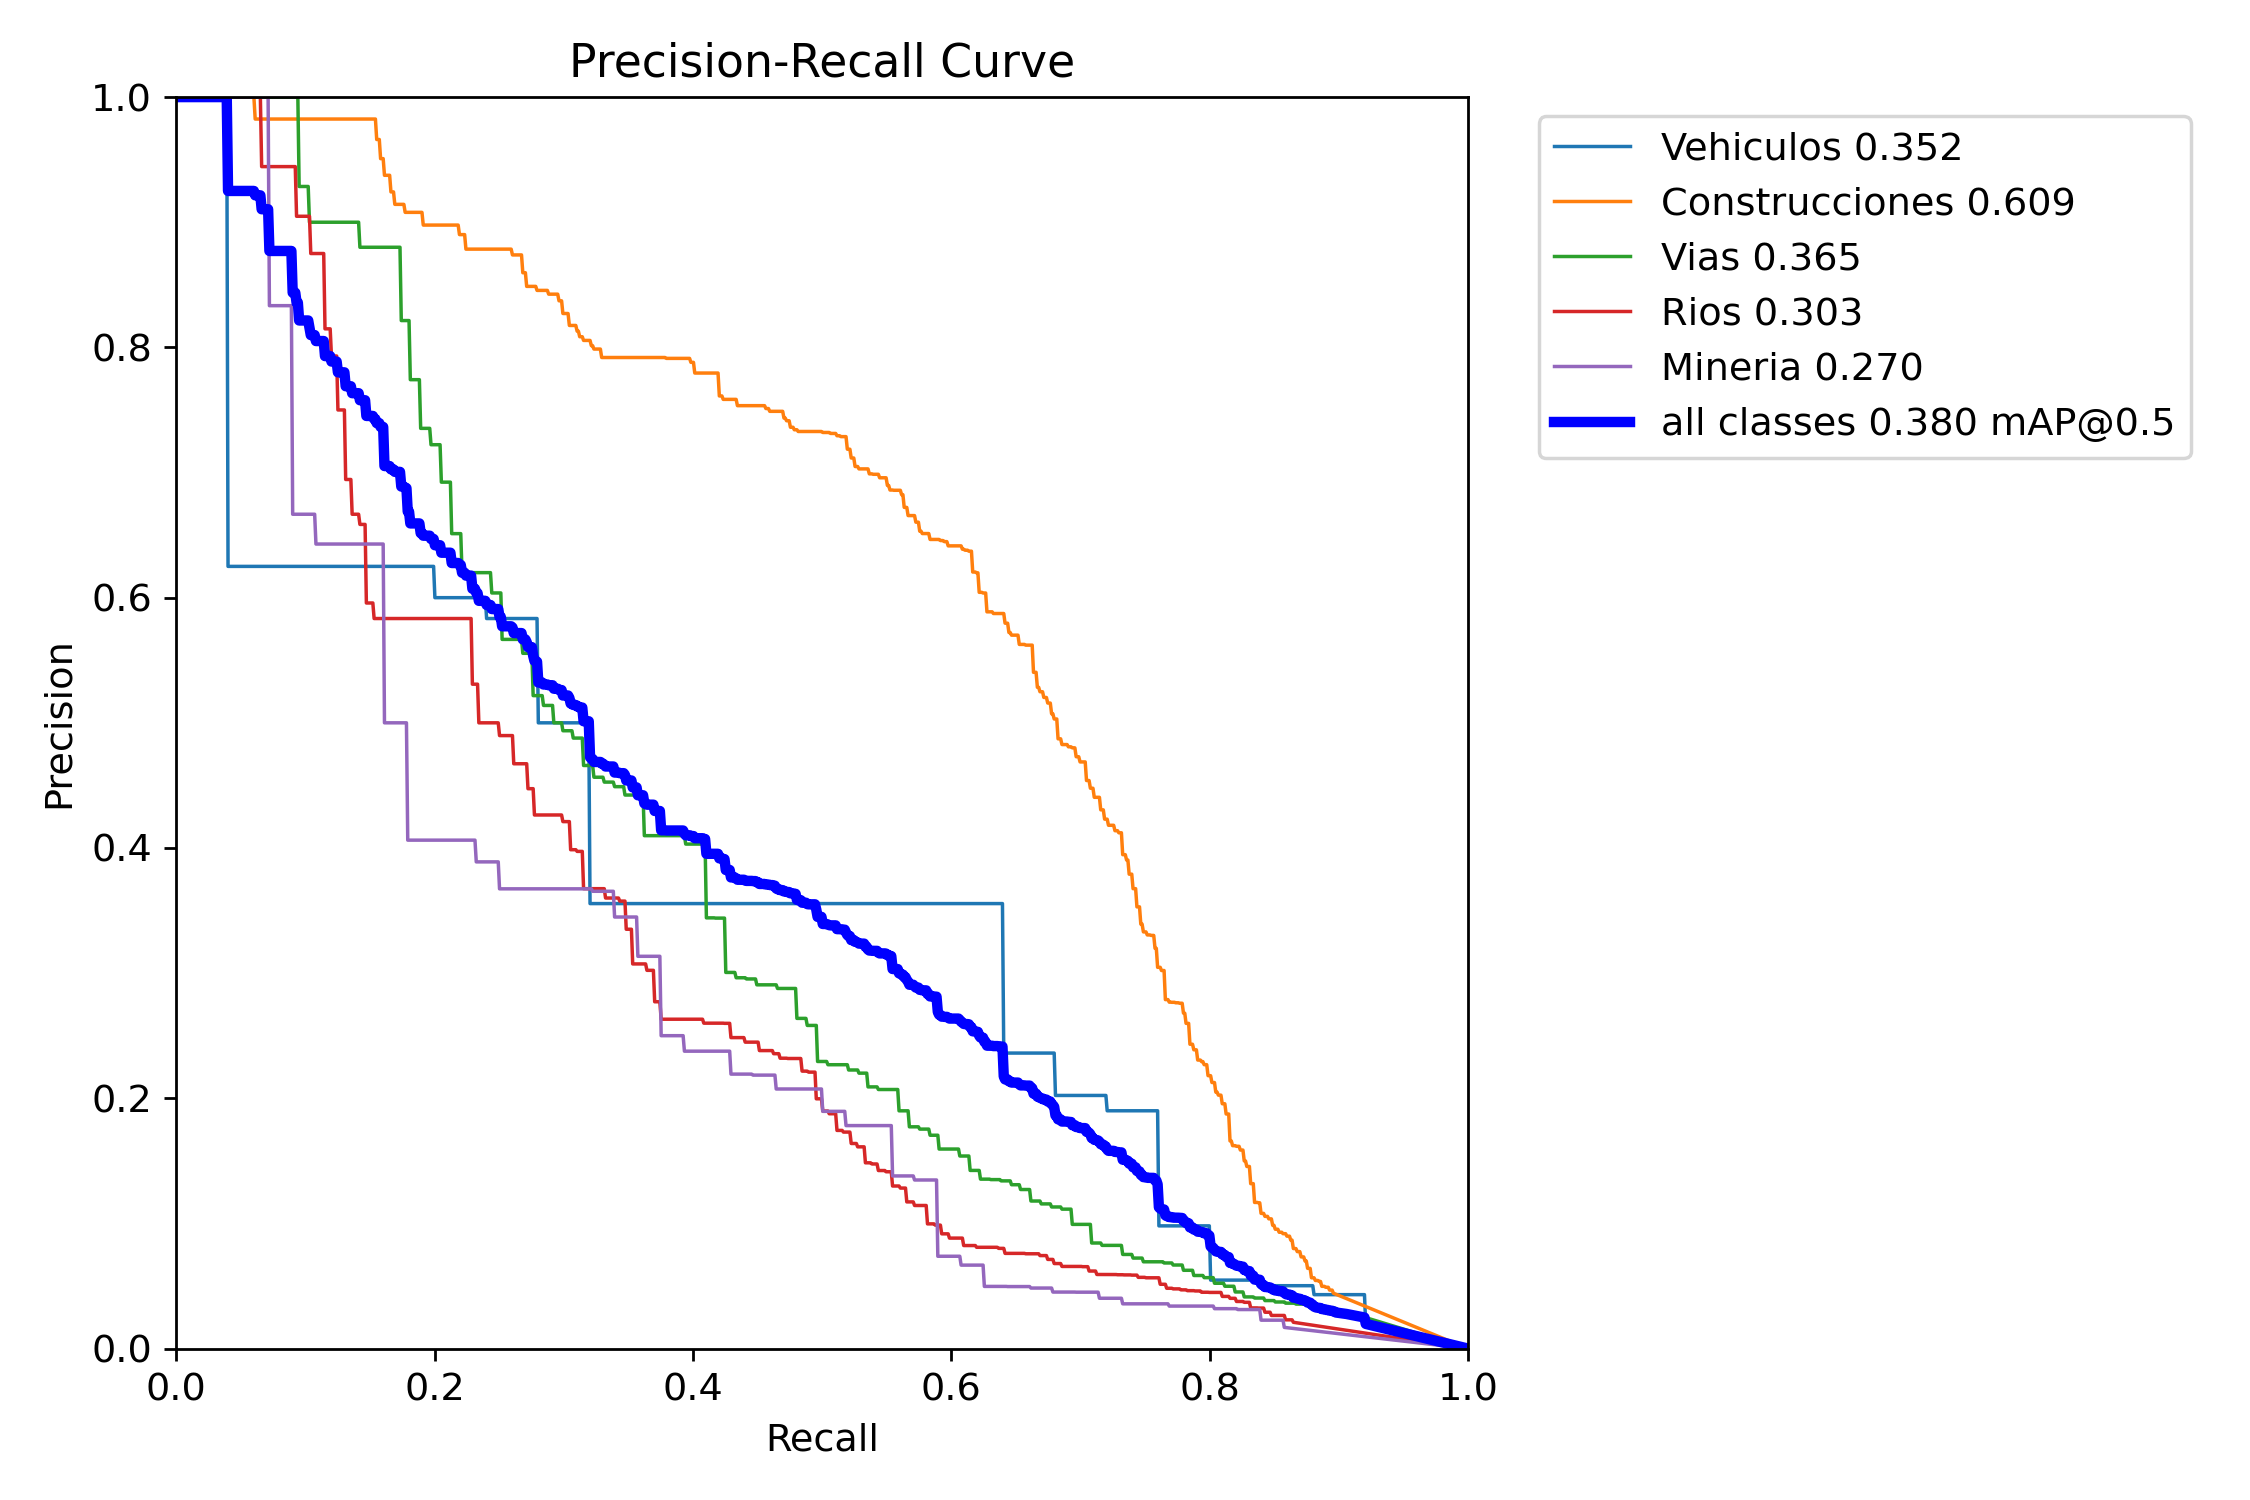 Precision-Recall Curve
1.0
0.8
0.6
0.4
0.2
0.0
Precision
0.0 0.2 0.4 0.6 0.8 1.0
Recall
Vehiculos 0.352
Construcciones 0.609
Vias 0.365
Rios 0.303
Mineria 0.270
all classes 0.380 mAP@0.5